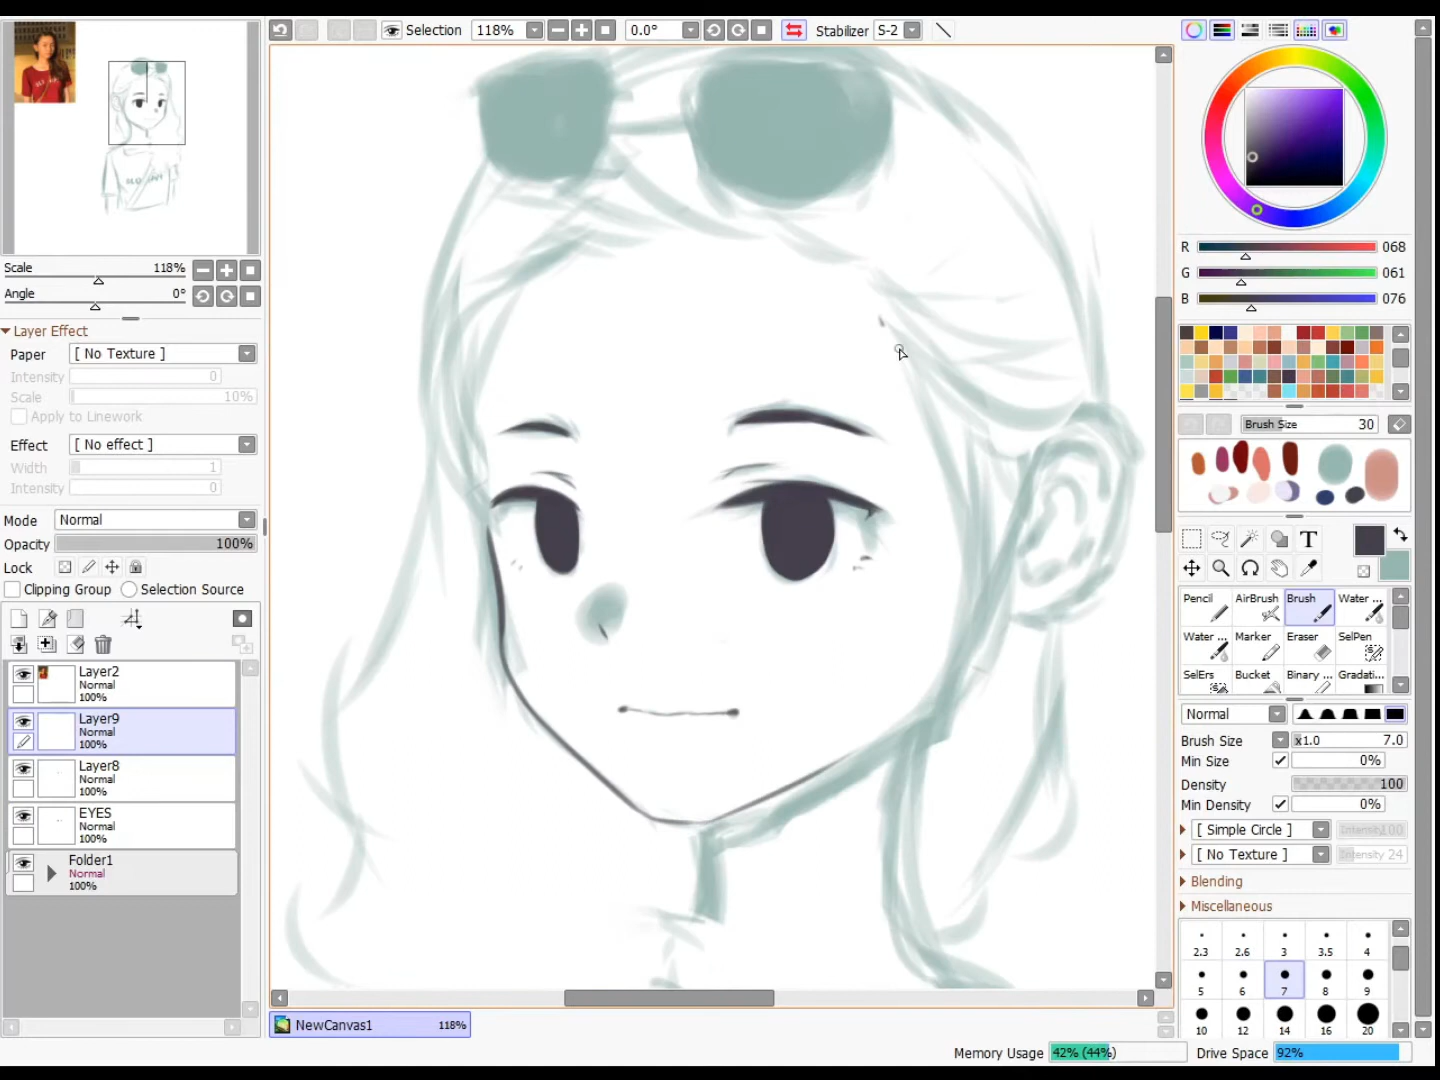 Selection
118%
0.0°
Stabilizer
S-2
Scale
118%
Angle
0°
Layer Effect
Paper
[ No Texture ]
Intensity
0
Scale
10%
Apply to Linework
Effect
[ No effect ]
Width
1
Intensity
0
Mode
Normal
Opacity
100%
Lock
Clipping Group
Selection Source
Layer2
Normal
100%
Layer9
Normal
100%
Layer8
Normal
100%
EYES
Normal
100%
Folder1
Normal
100%
NewCanvas1
118%
R
068
G
061
B
076
Brush Size
30
T
Pencil
AirBrush
Brush
Water ...
Water ...
Marker
Eraser
SelPen
SelErs
Bucket
Binary ...
Gradati...
Normal
Brush Size
x1.0
7.0
Min Size
0%
Density
100
Min Density
0%
[ Simple Circle ]
Intensity 100
[ No Texture ]
Intensity 24
Blending
Miscellaneous
2.3 2.6 3 3.5 4
5 6 7 8 9
10 12 14 16 20
Memory Usage
42% (44%)
Drive Space
92%